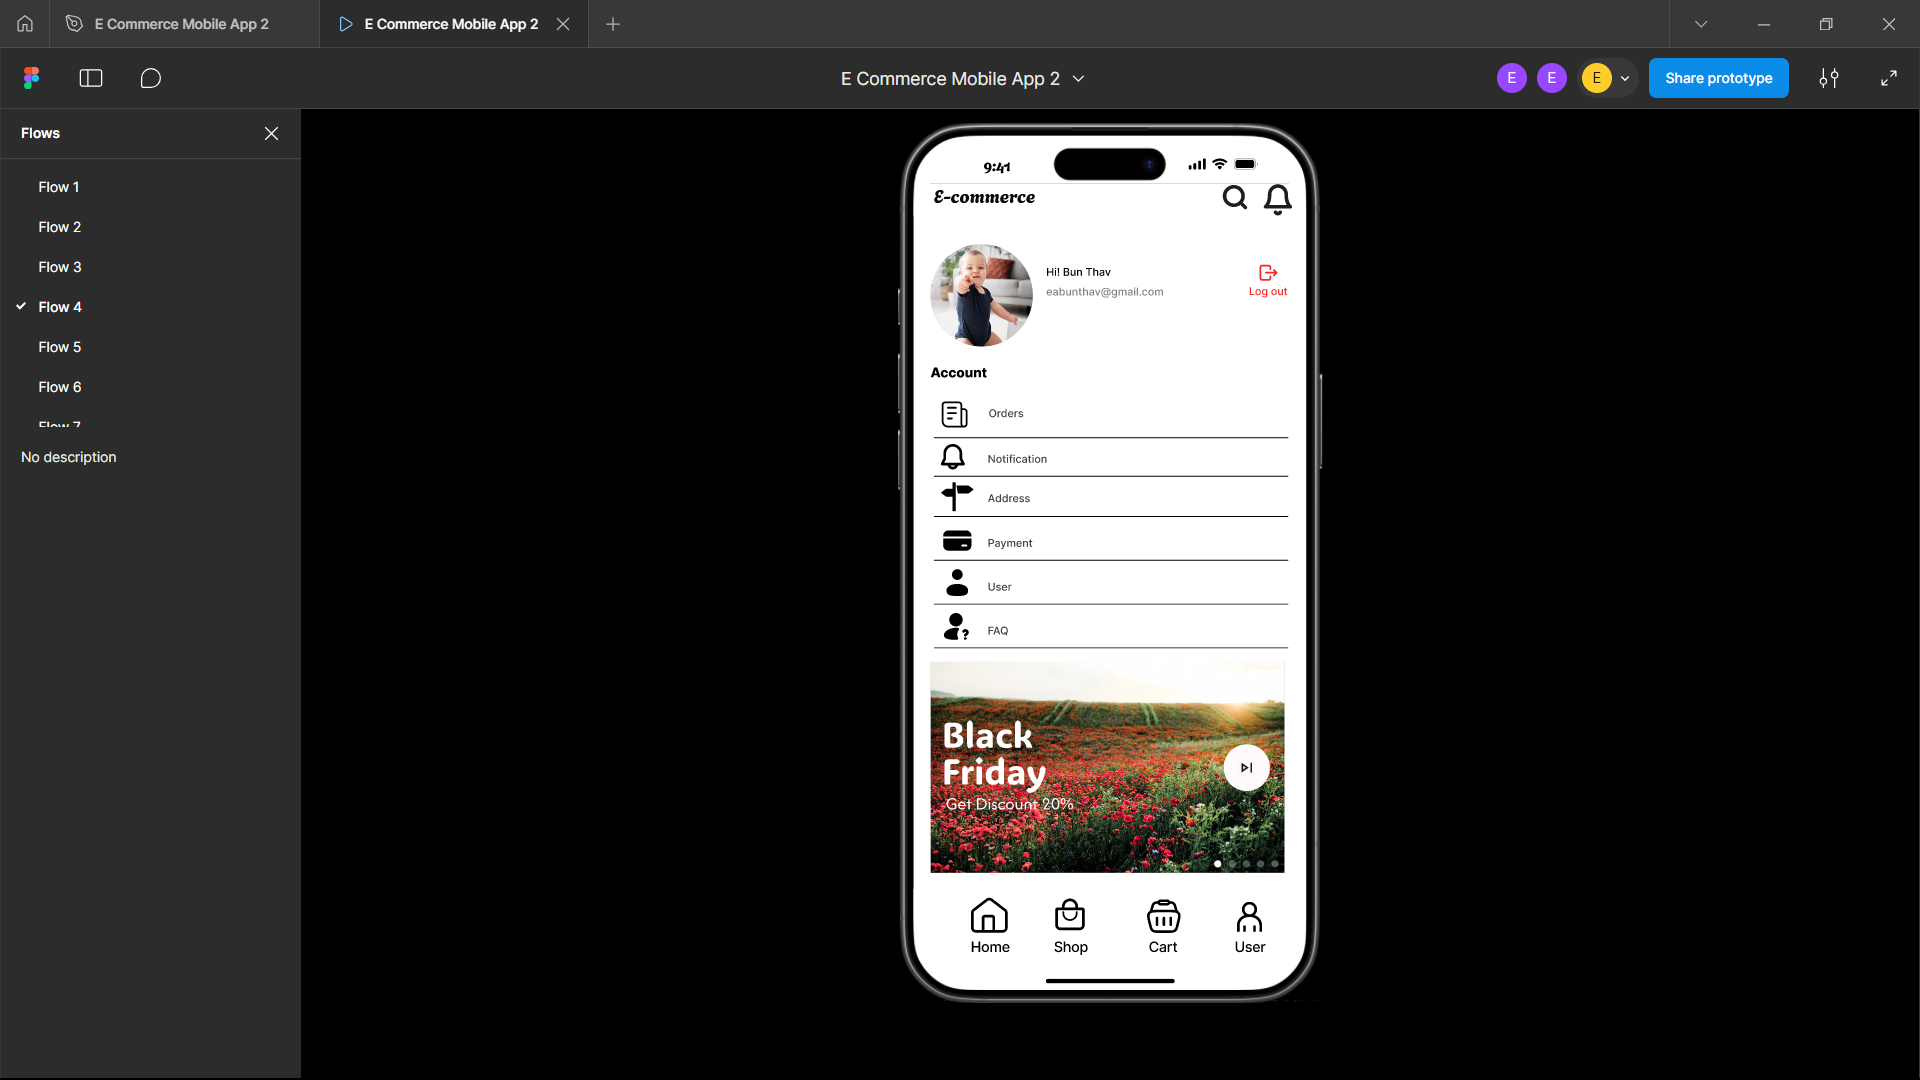 E Commerce Mobile App 2
E Commerce Mobile App 2
E Commerce Mobile App 2
E
E
E
Share prototype
Flows
Flow 1
Flow 2
Flow 3
Flow 4
Flow 5
Flow 6
Flow 7
No description
9:41
E-commerce
Hi! Bun Thav
eabunthav@gmail.com
Log out
Account
Orders
Notification
Address
Payment
User
FAQ
Black
Friday
Get Discount 20%
Home
Shop
Cart
User